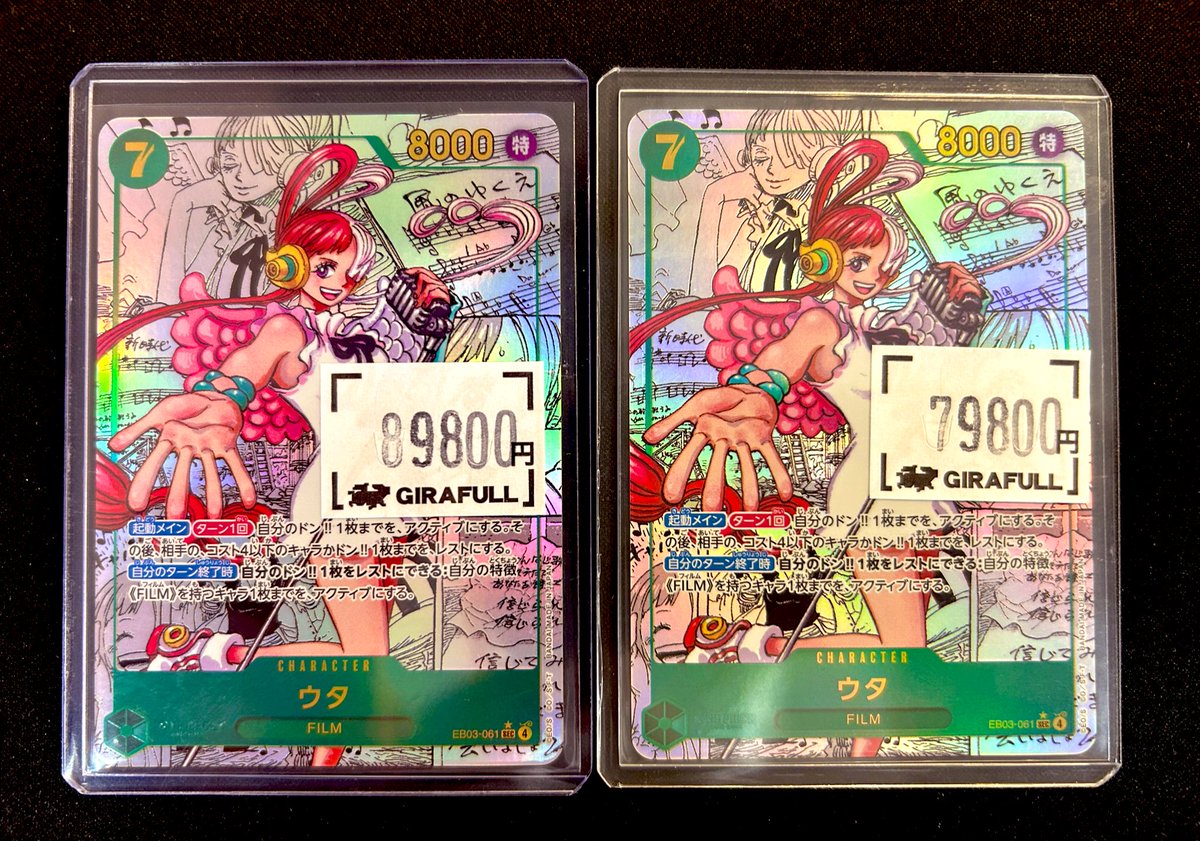 7
8000 特
風のゆくえ
新時代
89800円
GIRAFULL
起動メイン ターン1回 自分のドン!!1枚までを、アクティブにする。そ
の後、相手の、コスト4以下のキャラかドン!!1枚までを、レストにする。
自分のターン終了時 自分のドン!!1枚をレストにできる:自分の特徴
《FILM》を持つキャラ1枚までを、アクティブにする。
CHARACTER
ウタ
FILM
EB03-061 SEC 4
7
8000 特
風のゆくえ
新時代
79800円
GIRAFULL
起動メイン ターン1回 自分のドン!!1枚までを、アクティブにする。そ
の後、相手の、コスト4以下のキャラかドン!!1枚までを、レストにする。
自分のターン終了時 自分のドン!!1枚をレストにできる:自分の特徴
《FILM》を持つキャラ1枚までを、アクティブにする。
CHARACTER
ウタ
FILM
EB03-061 SEC 4